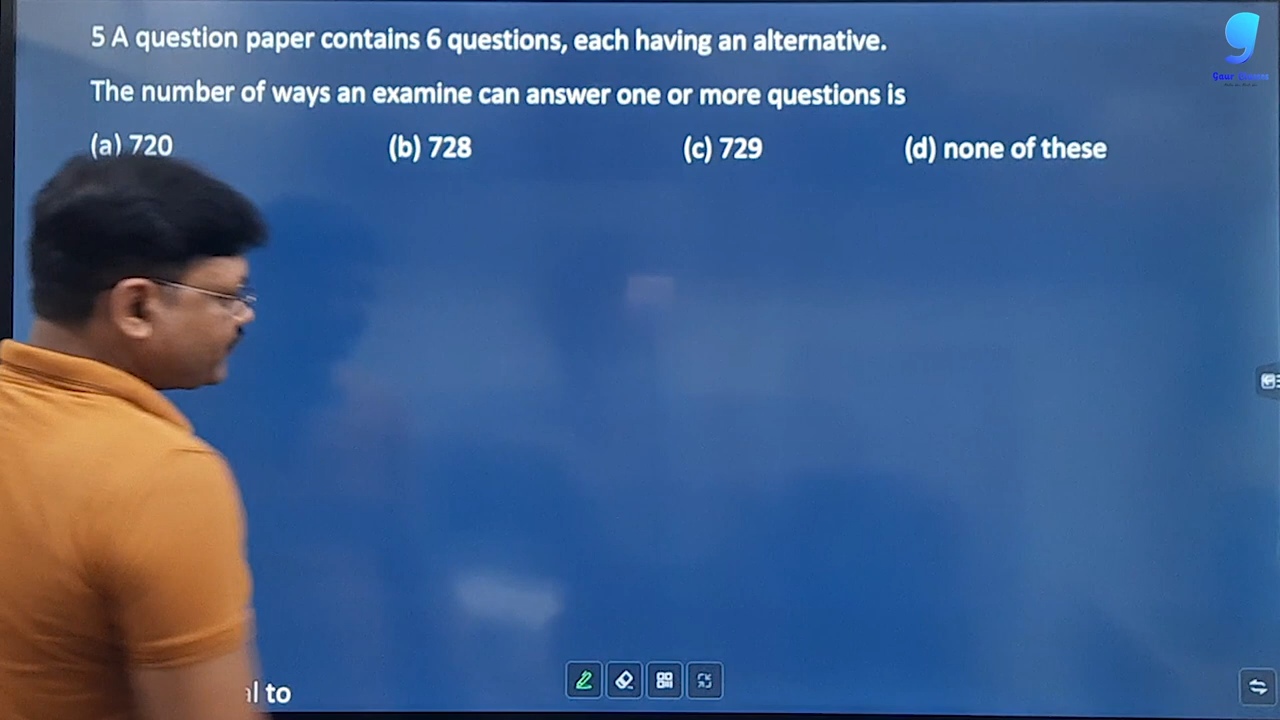 5 A question paper contains 6 questions, each having an alternative.
The number of ways an examine can answer one or more questions is
(a) 720 (b) 728 (c) 729 (d) none of these
al to